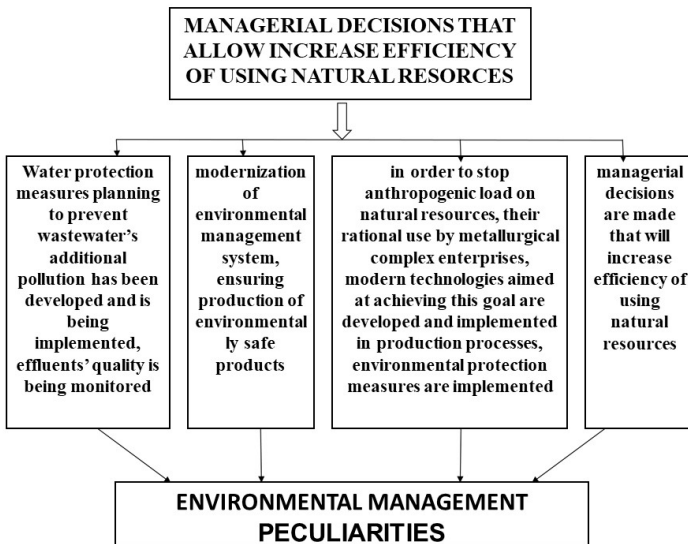 MANAGERIAL DECISIONS THAT
ALLOW INCREASE EFFICIENCY
OF USING NATURAL RESORCES
Water protection
measures planning
to prevent
wastewater's
additional
pollution has been
developed and is
being
implemented,
effluents' quality is
being monitored
modernization
of
environmental
management
system,
ensuring
production of
environmental
ly safe
products
in order to stop
anthropogenic load on
natural resources, their
rational use by metallurgical
complex enterprises,
modern technologies aimed
at achieving this goal are
developed and implemented
in production processes,
environmental protection
measures are implemented
managerial
decisions
are made
that will
increase
efficiency of
using
natural
resources
ENVIRONMENTAL MANAGEMENT
PECULIARITIES